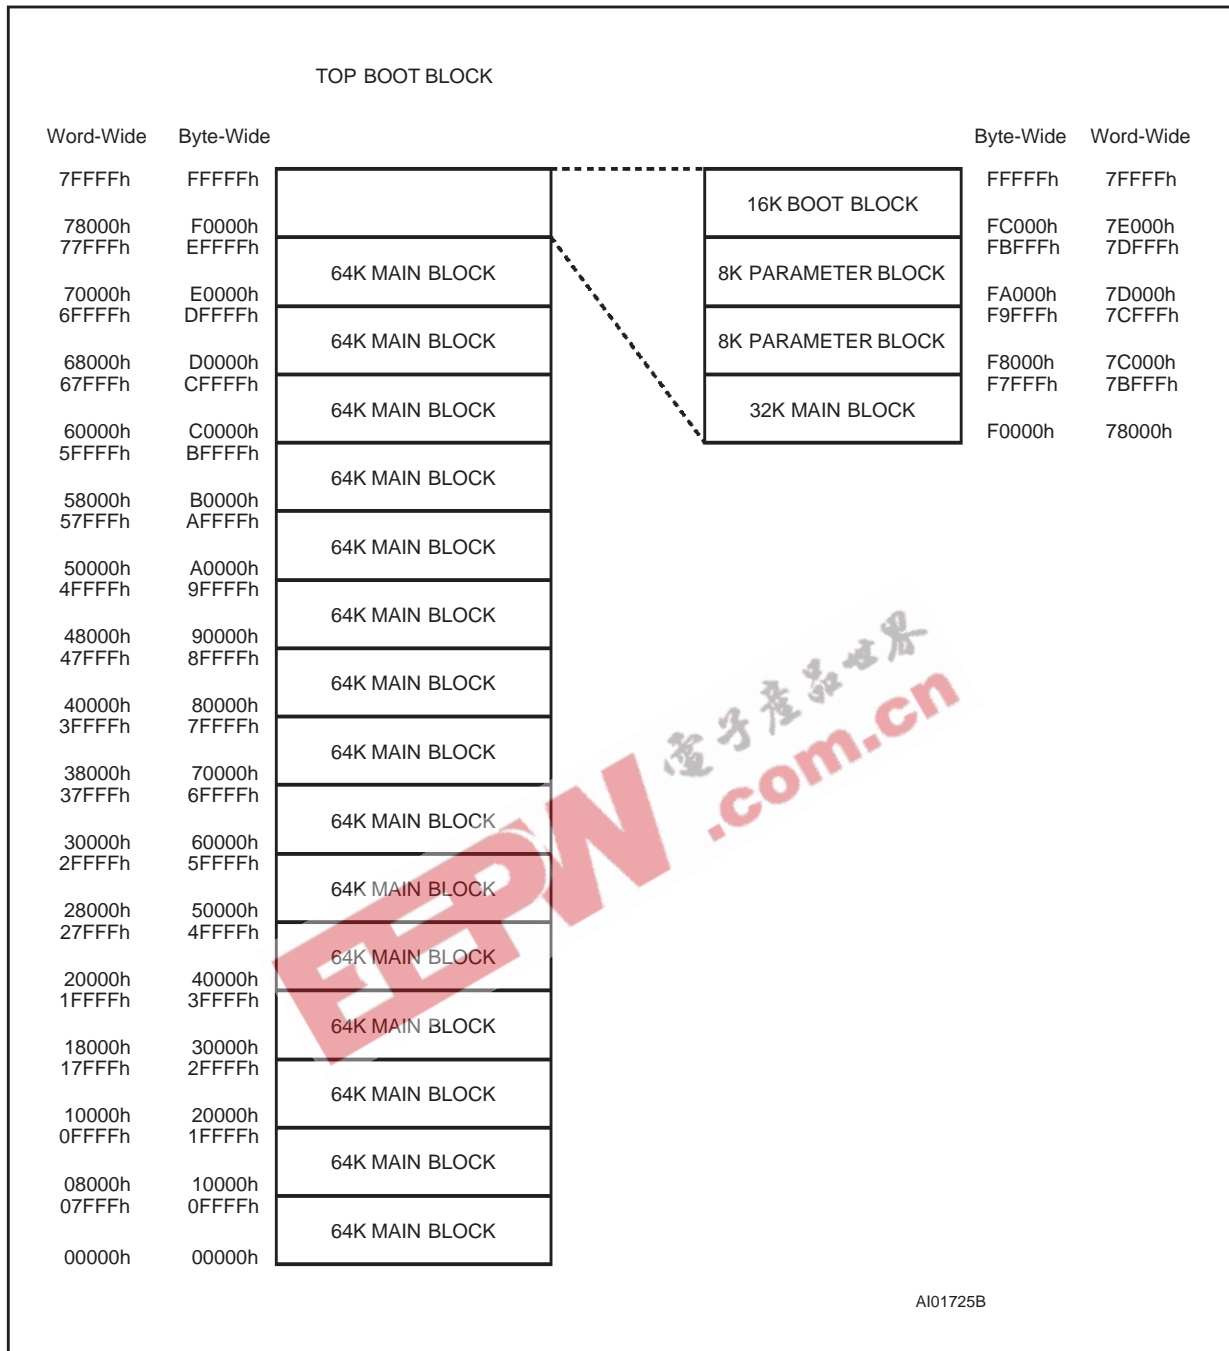 TOP BOOT BLOCK
Word-Wide Byte-Wide Byte-Wide Word-Wide
7FFFFh FFFFFh FFFFFh 7FFFFh
16K BOOT BLOCK
78000h F0000h FC000h 7E000h
77FFFh EFFFFh FBFFFh 7DFFFh
64K MAIN BLOCK 8K PARAMETER BLOCK
70000h E0000h FA000h 7D000h
6FFFFh DFFFFh F9FFFh 7CFFFh
64K MAIN BLOCK 8K PARAMETER BLOCK
68000h D0000h F8000h 7C000h
67FFFh CFFFFh F7FFFh 7BFFFh
64K MAIN BLOCK 32K MAIN BLOCK
60000h C0000h F0000h 78000h
5FFFFh BFFFFh
64K MAIN BLOCK
58000h B0000h
57FFFh AFFFFh
64K MAIN BLOCK
50000h A0000h
4FFFFh 9FFFFh
64K MAIN BLOCK
48000h 90000h
47FFFh 8FFFFh
64K MAIN BLOCK
40000h 80000h
3FFFFh 7FFFFh
64K MAIN BLOCK
38000h 70000h
37FFFh 6FFFFh
64K MAIN BLOCK
30000h 60000h
2FFFFh 5FFFFh
64K MAIN BLOCK
28000h 50000h
27FFFh 4FFFFh
64K MAIN BLOCK
20000h 40000h
1FFFFh 3FFFFh
64K MAIN BLOCK
18000h 30000h
17FFFh 2FFFFh
64K MAIN BLOCK
10000h 20000h
0FFFFh 1FFFFh
64K MAIN BLOCK
08000h 10000h
07FFFh 0FFFFh
64K MAIN BLOCK
00000h 00000h
AI01725B
EEPW 電子產品世界
.com.cn